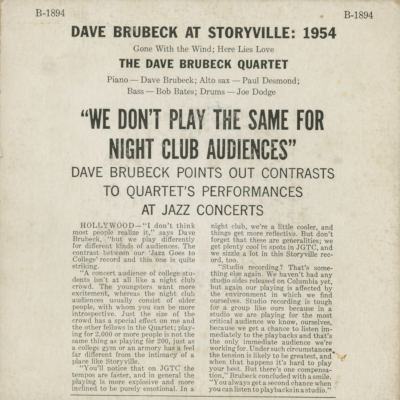 B-1894
B-1894
DAVE BRUBECK AT STORYVILLE: 1954
Gone With the Wind; Here Lies Love
THE DAVE BRUBECK QUARTET
Piano — Dave Brubeck; Alto sax — Paul Desmond;
Bass — Bob Bates; Drums — Joe Dodge
“WE DON’T PLAY THE SAME FOR
NIGHT CLUB AUDIENCES”
DAVE BRUBECK POINTS OUT CONTRASTS
TO QUARTET’S PERFORMANCES
AT JAZZ CONCERTS
HOLLYWOOD—“I don’t think
most people realize it,” says Dave
Brubeck, “but we play differently
for different kinds of audiences. The
contrast between our ‘Jazz Goes to
College’ record and this one is quite
striking.
“A concert audience of college students
isn’t at all like a night club
crowd. The youngsters want more
excitement, whereas the night club
audiences usually consist of older
people, with whom you can be more
introspective. Just the size of the
crowd has a special effect on me and
the other fellows in the Quartet; playing
for 2,000 or more people is not the
same thing as playing for 200, just as
a college gym or an armory has a feel
far different from the intimacy of a
place like Storyville.
“You’ll notice that on JGTC the
tempos are faster, and in general the
playing is more explosive and more
inclined to be purely emotional. In a
night club, we’re a little cooler, and
things get more reflective. But don’t
forget that these are generalities; we
get plenty cool in spots in JGTC, and
we sizzle a lot in this Storyville record,
too.
“Studio recording? That’s something
else again. We haven’t had any
studio sides released on Columbia yet,
but again our playing is affected by
the environment in which we find
ourselves. Studio recording is tough
for a group like ours because in a
studio we are playing for the most
critical audience we know, ourselves,
because we get a chance to listen immediately
to the playbacks and that’s
the only immediate audience we’re
working for. Under such circumstances
the tension is likely to be greatest, and
when that happens it’s hard to play
your best. But there’s one compensation,”
Brubeck concluded with a smile.
“You always get a second chance when
you can listen to playbacks in a studio.”